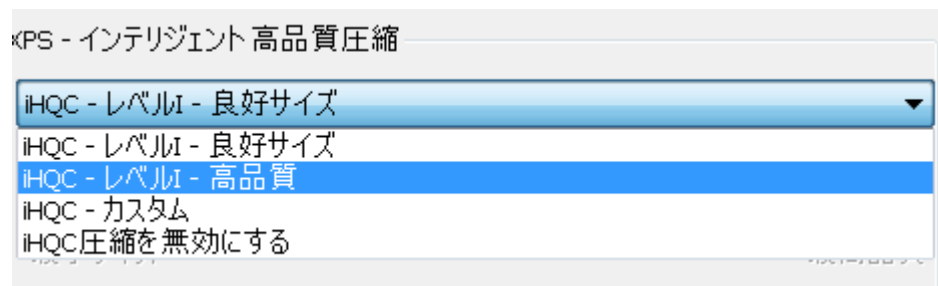 XPS - インテリジェント 高品質圧縮
iHQC - レベルI - 良好サイズ
iHQC - レベルI - 良好サイズ
iHQC - レベルI - 高品質
iHQC - カスタム
iHQC圧縮を無効にする